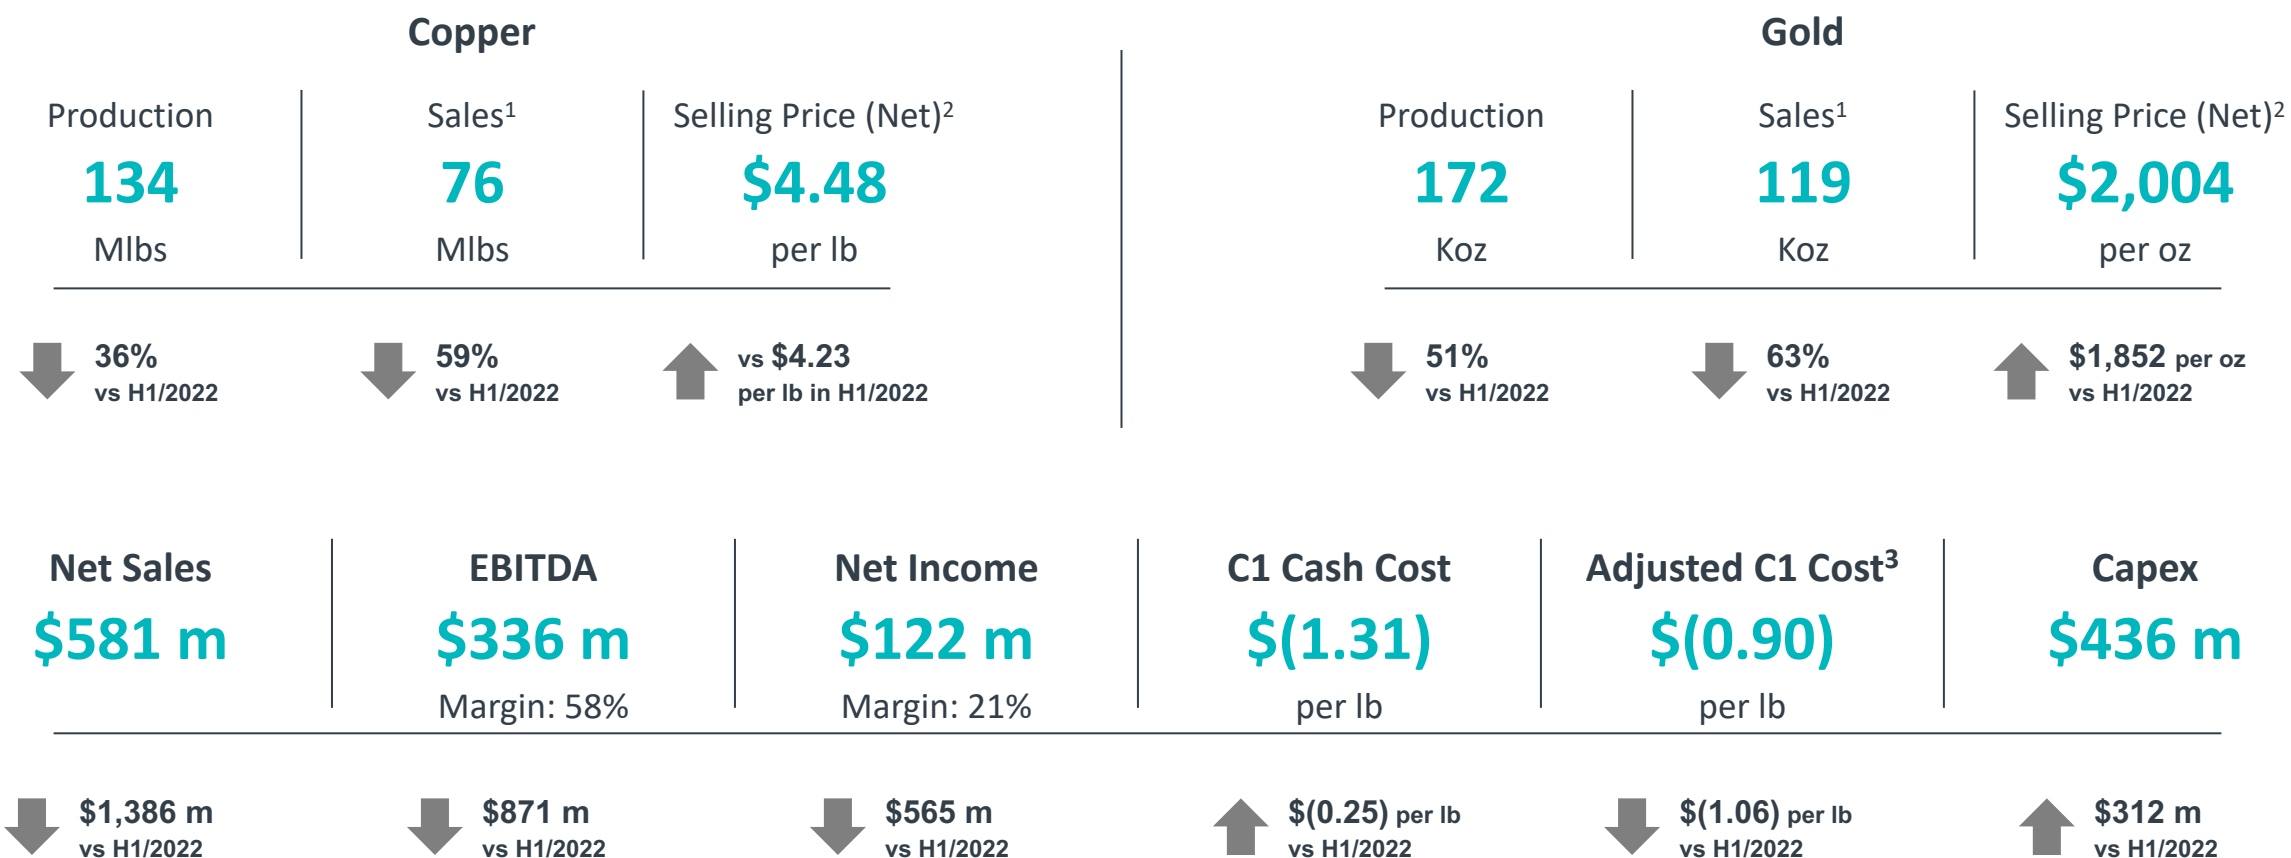 Copper
Production
134
Mlbs
Sales¹
76
Mlbs
Selling Price (Net)²
$4.48
per lb
36%
vs H1/2022
59%
vs H1/2022
vs $4.23
per lb in H1/2022
Gold
Production
172
Koz
Sales¹
119
Koz
Selling Price (Net)²
$2,004
per oz
51%
vs H1/2022
63%
vs H1/2022
$1,852 per oz
vs H1/2022
Net Sales
$581 m
EBITDA
$336 m
Margin: 58%
Net Income
$122 m
Margin: 21%
C1 Cash Cost
$(1.31)
per lb
Adjusted C1 Cost³
$(0.90)
per lb
Capex
$436 m
$1,386 m
vs H1/2022
$871 m
vs H1/2022
$565 m
vs H1/2022
$(0.25) per lb
vs H1/2022
$(1.06) per lb
vs H1/2022
$312 m
vs H1/2022